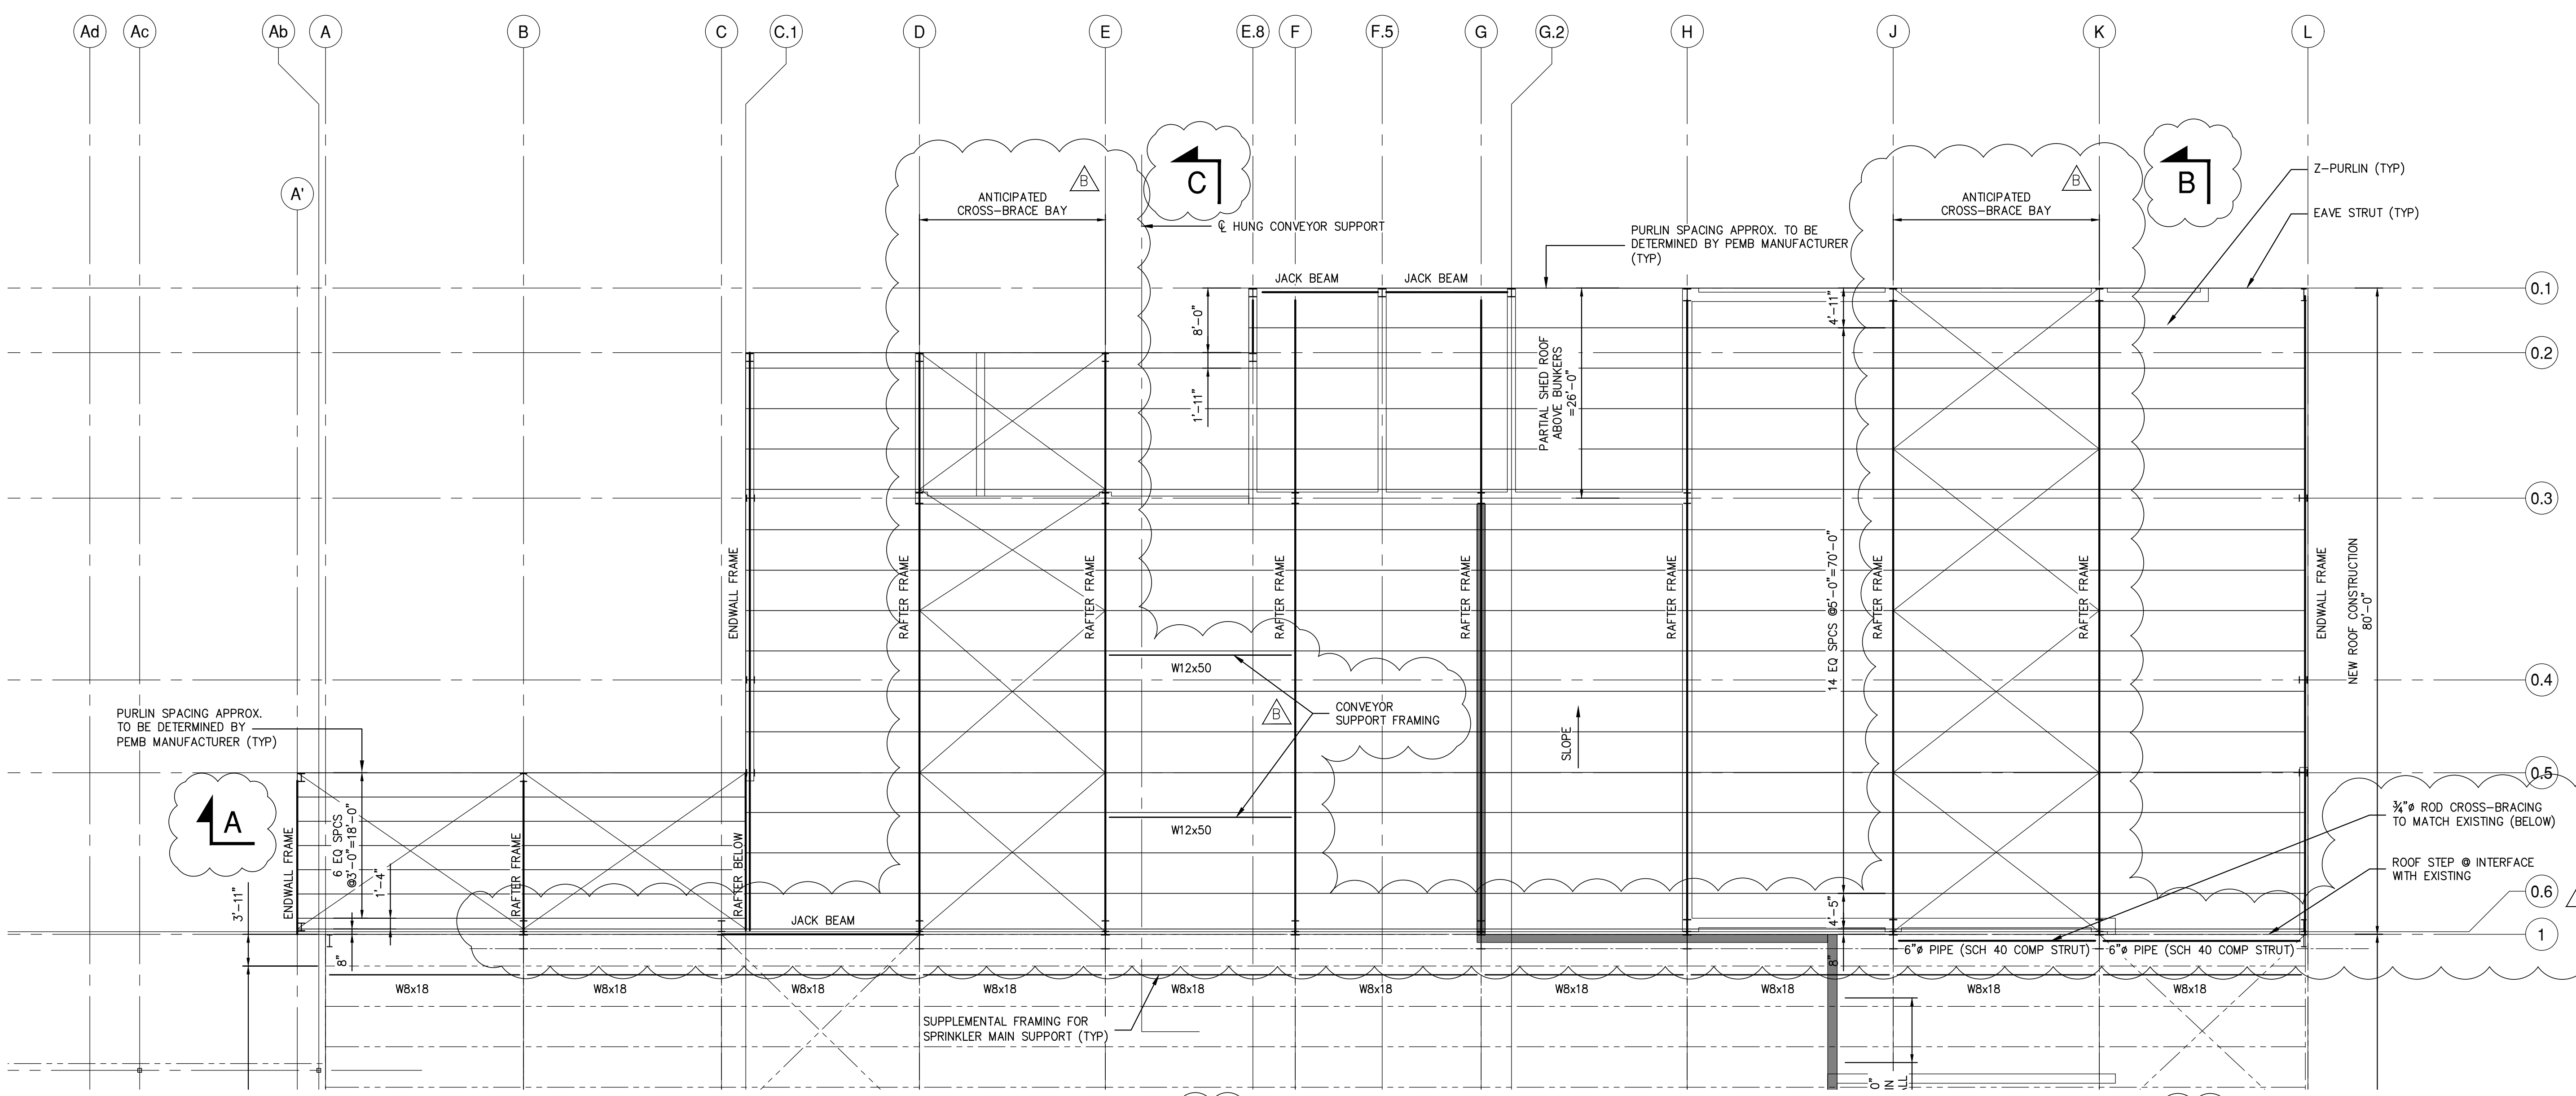 Ad
Ac
Ab
A
B
C
C.1
D
E
E.8
F
F.5
G
G.2
H
J
K
L
A'
ANTICIPATED
CROSS-BRACE BAY
B
C
℄ HUNG CONVEYOR SUPPORT
ANTICIPATED
CROSS-BRACE BAY
B
B
Z-PURLIN (TYP)
EAVE STRUT (TYP)
PURLIN SPACING APPROX. TO BE
DETERMINED BY PEMB MANUFACTURER
(TYP)
JACK BEAM
JACK BEAM
0.1
0.2
0.3
0.4
0.5
0.6
1
8'-0"
1'-11"
4'-11"
PARTIAL SHED ROOF
ABOVE BUNKERS
=26'-0"
14 EQ SPCS @5'-0"=70'-0"
4'-5"
ENDWALL FRAME
RAFTER FRAME
RAFTER FRAME
RAFTER FRAME
RAFTER FRAME
RAFTER FRAME
RAFTER FRAME
RAFTER FRAME
ENDWALL FRAME
NEW ROOF CONSTRUCTION
80'-0"
W12x50
B
CONVEYOR
SUPPORT FRAMING
W12x50
SLOPE
PURLIN SPACING APPROX.
TO BE DETERMINED BY
PEMB MANUFACTURER (TYP)
A
3'-11"
ENDWALL FRAME
6 EQ SPCS
@3'-0"=18'-0"
1'-4"
8"
RAFTER FRAME
RAFTER BELOW
JACK BEAM
¾"ø ROD CROSS-BRACING
TO MATCH EXISTING (BELOW)
ROOF STEP @ INTERFACE
WITH EXISTING
6"ø PIPE (SCH 40 COMP STRUT)
6"ø PIPE (SCH 40 COMP STRUT)
8"
W8x18
W8x18
W8x18
W8x18
W8x18
W8x18
W8x18
W8x18
W8x18
W8x18
SUPPLEMENTAL FRAMING FOR
SPRINKLER MAIN SUPPORT (TYP)